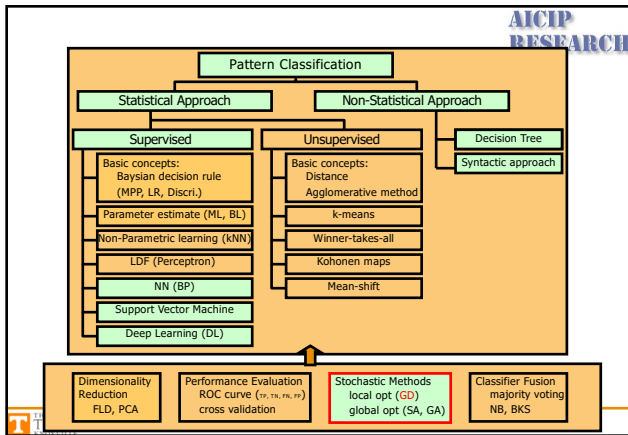 AICIP
RESEARCH
Pattern Classification
Statistical Approach
Non-Statistical Approach
Supervised
Unsupervised
Decision Tree
Syntactic approach
Basic concepts:
Baysian decision rule
(MPP, LR, Discri.)
Parameter estimate (ML, BL)
Non-Parametric learning (kNN)
LDF (Perceptron)
NN (BP)
Support Vector Machine
Deep Learning (DL)
Basic concepts:
Distance
Agglomerative method
k-means
Winner-takes-all
Kohonen maps
Mean-shift
Dimensionality
Reduction
FLD, PCA
Performance Evaluation
ROC curve (TP, TN, FN, FP)
cross validation
Stochastic Methods
local opt (GD)
global opt (SA, GA)
Classifier Fusion
majority voting
NB, BKS
T